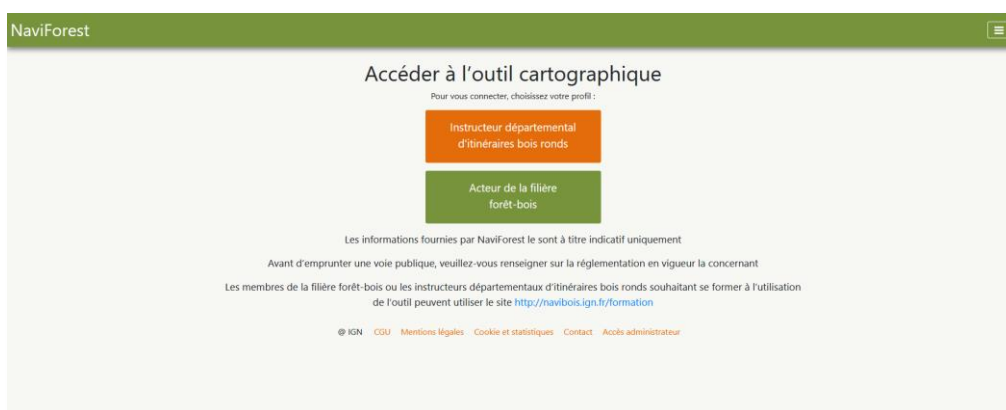 NaviForest
Accéder à l'outil cartographique
Pour vous connecter, choisissez votre profil :
Instructeur départemental
d'itinéraires bois ronds
Acteur de la filière
forêt-bois
Les informations fournies par NaviForest le sont à titre indicatif uniquement
Avant d'emprunter une voie publique, veuillez-vous renseigner sur la réglementation en vigueur la concernant
Les membres de la filière forêt-bois ou les instructeurs départementaux d'itinéraires bois ronds souhaitant se former à l'utilisation
de l'outil peuvent utiliser le site http://navibois.ign.fr/formation
@ IGN CGU Mentions légales Cookie et statistiques Contact Accès administrateur